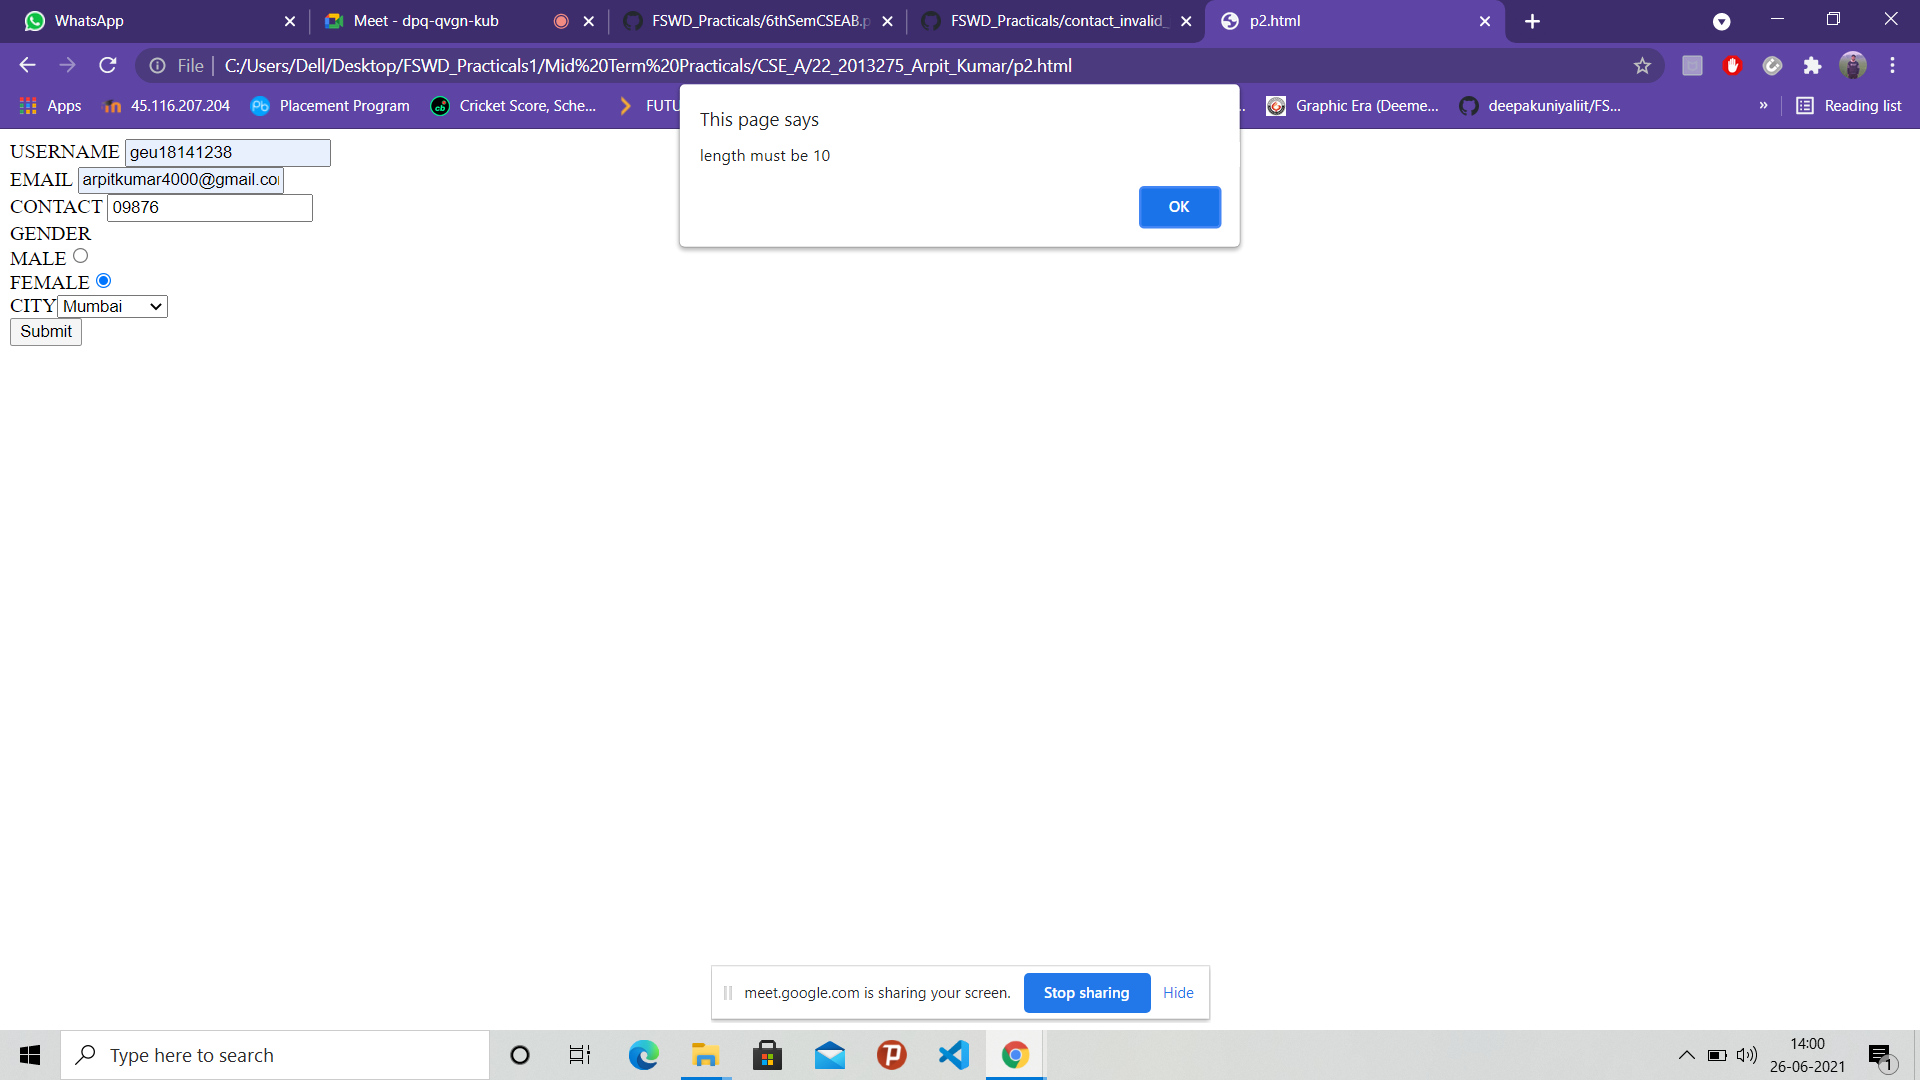 WhatsApp
Meet - dpq-qvgn-kub
FSWD_Practicals/6thSemCSEAB.p
FSWD_Practicals/contact_invalid_
p2.html
File
C:/Users/Dell/Desktop/FSWD_Practicals1/Mid%20Term%20Practicals/CSE_A/22_2013275_Arpit_Kumar/p2.html
Apps
45.116.207.204
Pb
Placement Program
cb
Cricket Score, Sche...
FUTU
Graphic Era (Deeme...
deepakuniyaliit/FS...
»
Reading list
This page says
length must be 10
OK
USERNAME geu18141238
EMAIL arpitkumar4000@gmail.co
CONTACT 09876
GENDER
MALE
FEMALE
CITY Mumbai
Submit
meet.google.com is sharing your screen.
Stop sharing
Hide
Type here to search
14:00
26-06-2021
1